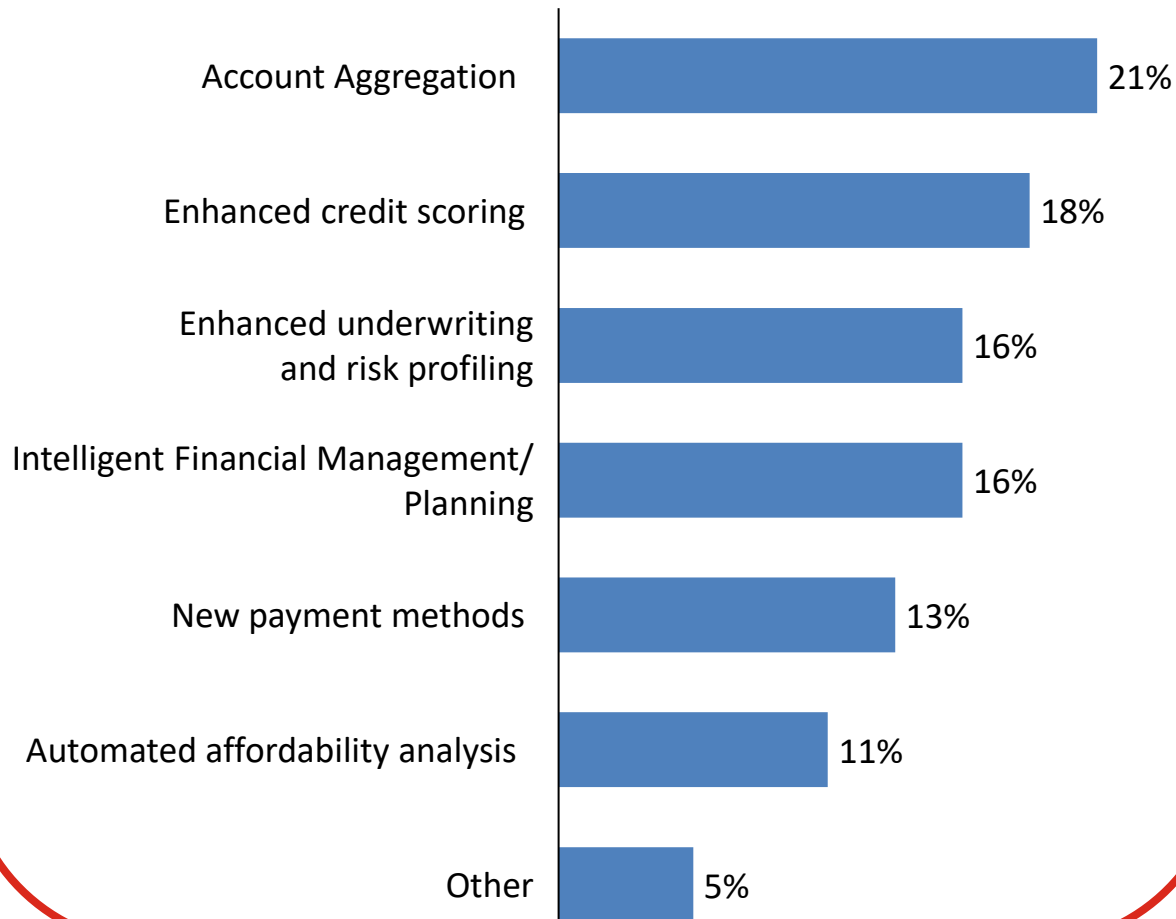 Account Aggregation
21%
Enhanced credit scoring
18%
Enhanced underwriting
and risk profiling
16%
Intelligent Financial Management/
Planning
16%
New payment methods
13%
Automated affordability analysis
11%
Other
5%